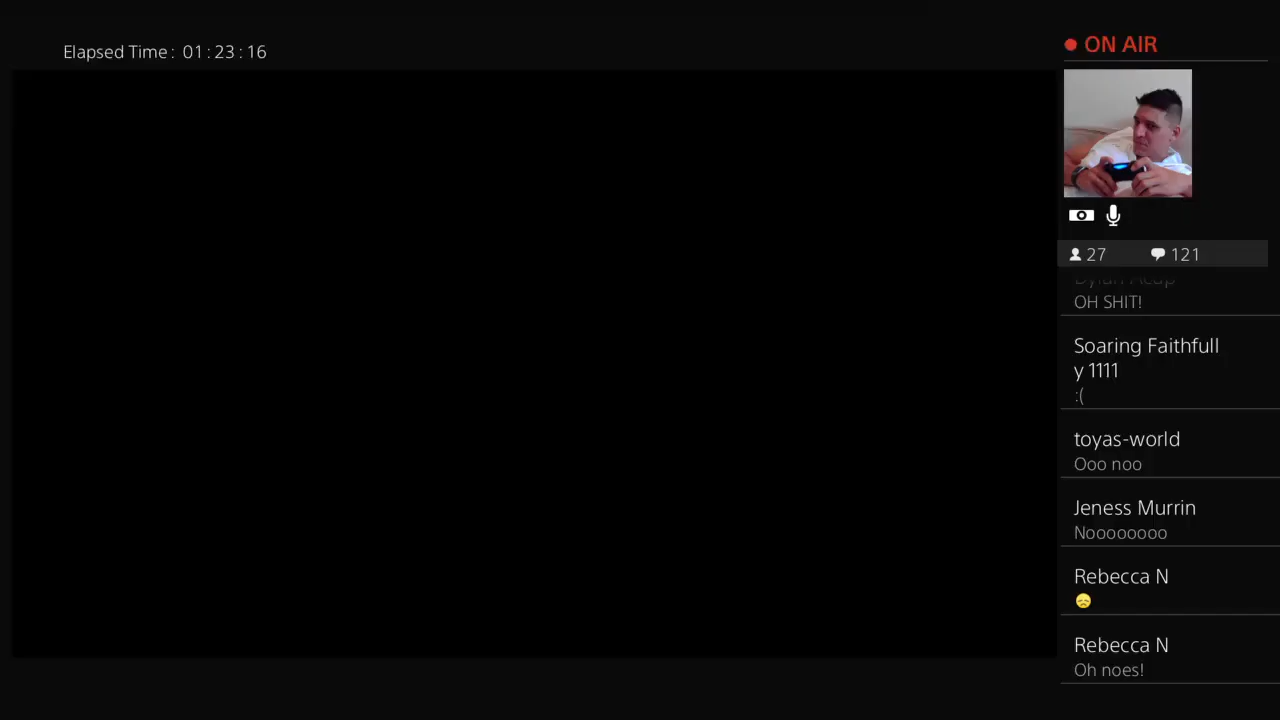 Elapsed Time: 01:23:16
ON AIR
27 121
OH SHIT!
Soaring Faithfull
y 1111
:(
toyas-world
Ooo noo
Jeness Murrin
Noooooooo
Rebecca N
😞
Rebecca N
Oh noes!